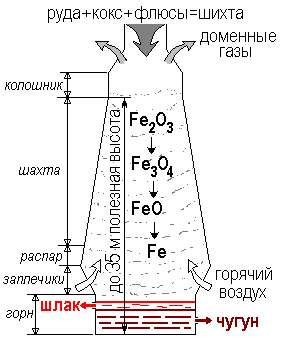 руда+кокс+флюсы=шихта
доменные
газы
колошник
Fe2O3
шахта
до 35 м полезная высота
Fe3O4
FeO
Fe
распар
заплечики
горячий
воздух
шлак
горн
чугун